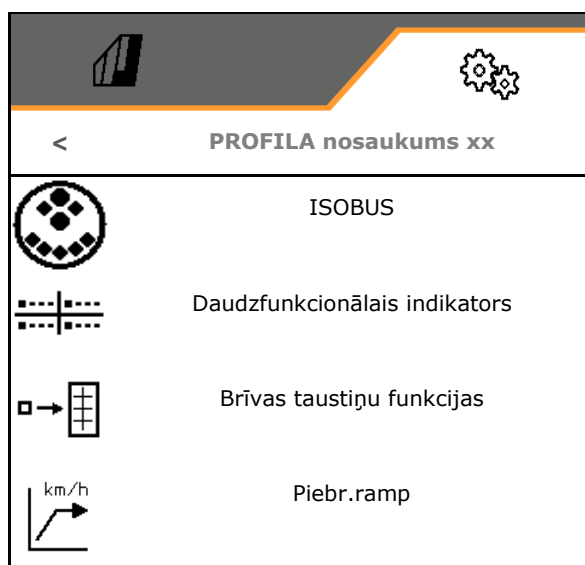 < PROFILA nosaukums xx
ISOBUS
Daudzfunkcionālais indikators
Brīvas taustiņu funkcijas
km/h
Piebr.ramp